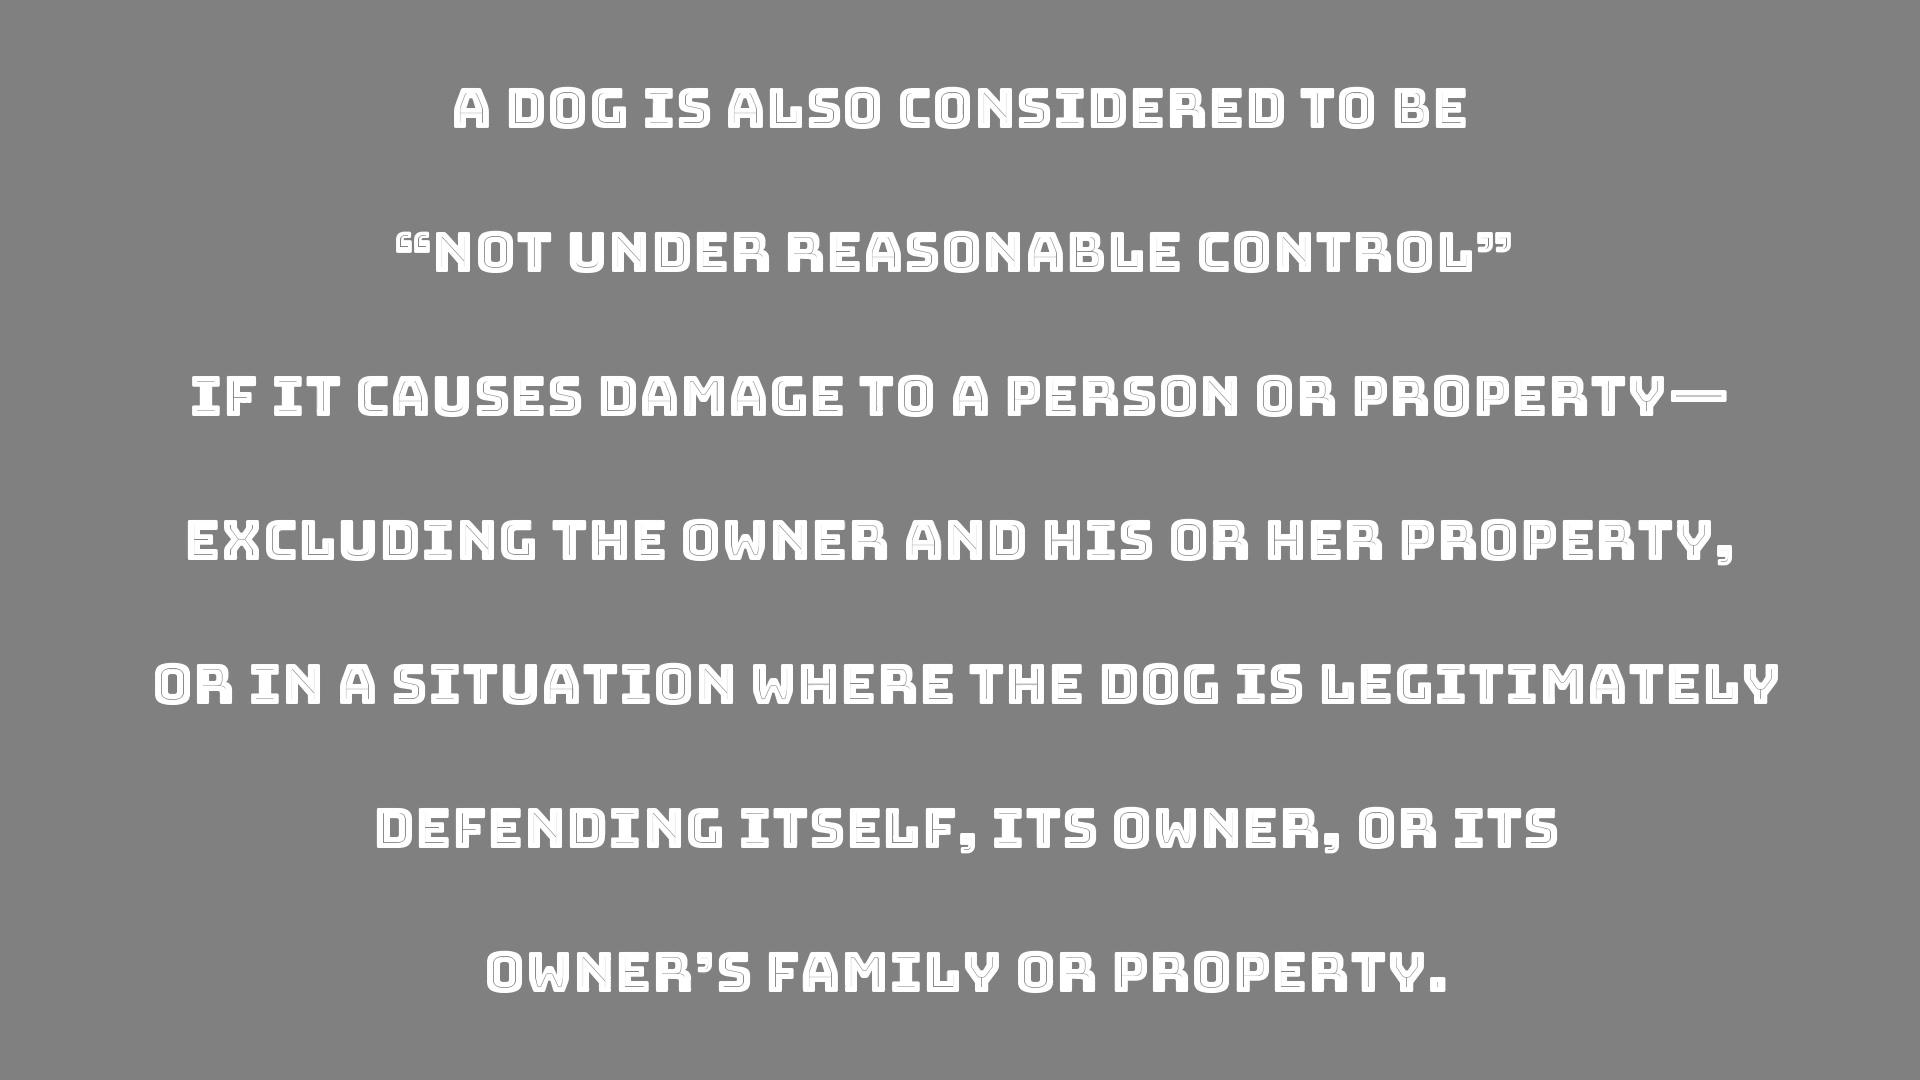 A DOG IS ALSO CONSIDERED TO BE
“NOT UNDER REASONABLE CONTROL”
IF IT CAUSES DAMAGE TO A PERSON OR PROPERTY—
EXCLUDING THE OWNER AND HIS OR HER PROPERTY,
OR IN A SITUATION WHERE THE DOG IS LEGITIMATELY
DEFENDING ITSELF, ITS OWNER, OR ITS
OWNER’S FAMILY OR PROPERTY.